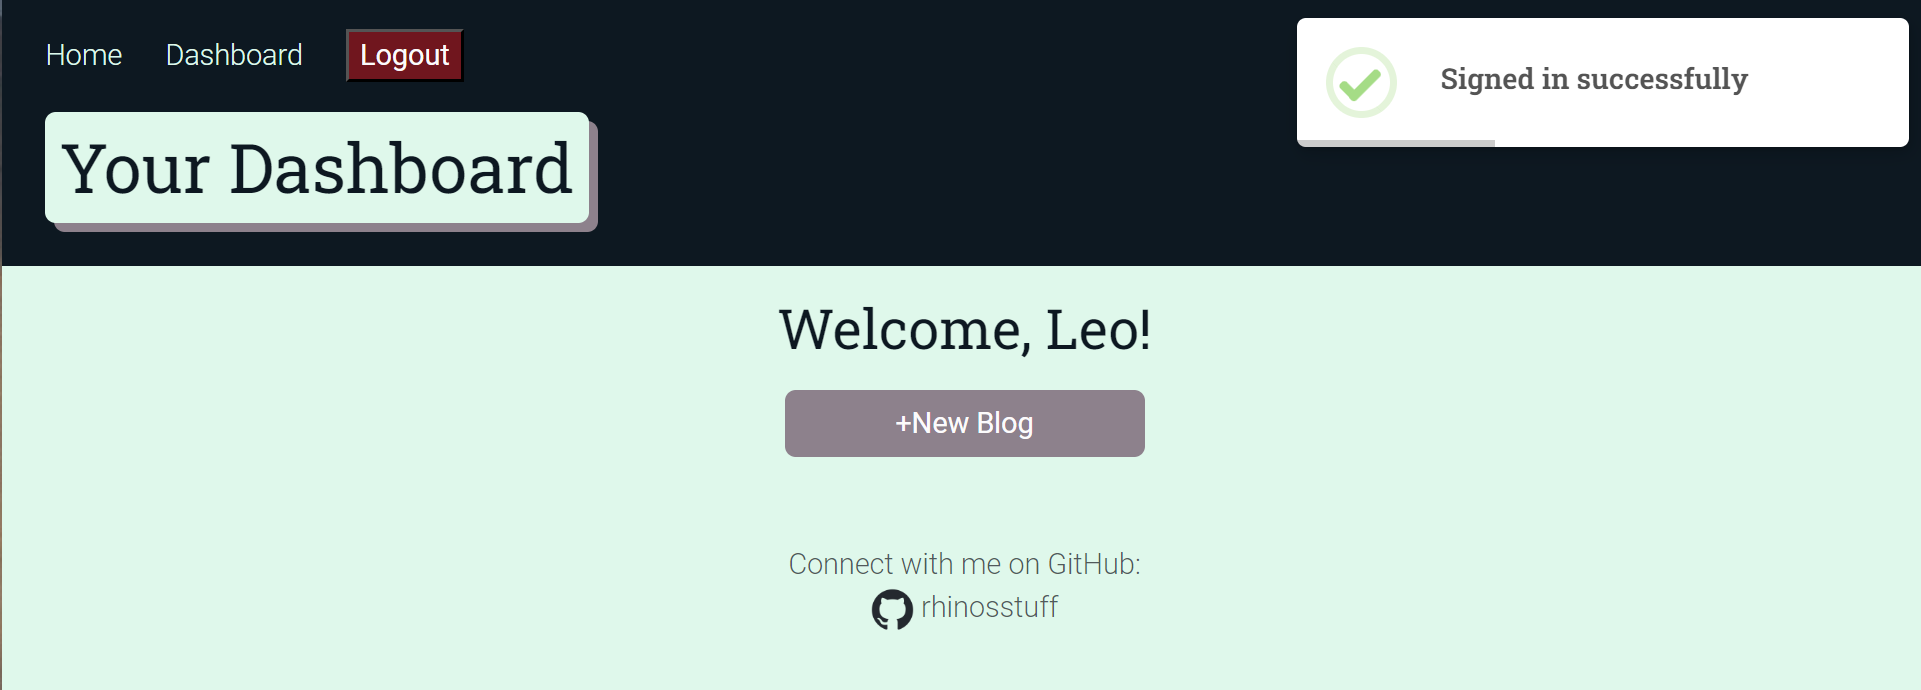 Home Dashboard Logout
Signed in successfully
Your Dashboard
Welcome, Leo!
+New Blog
Connect with me on GitHub:
rhinosstuff